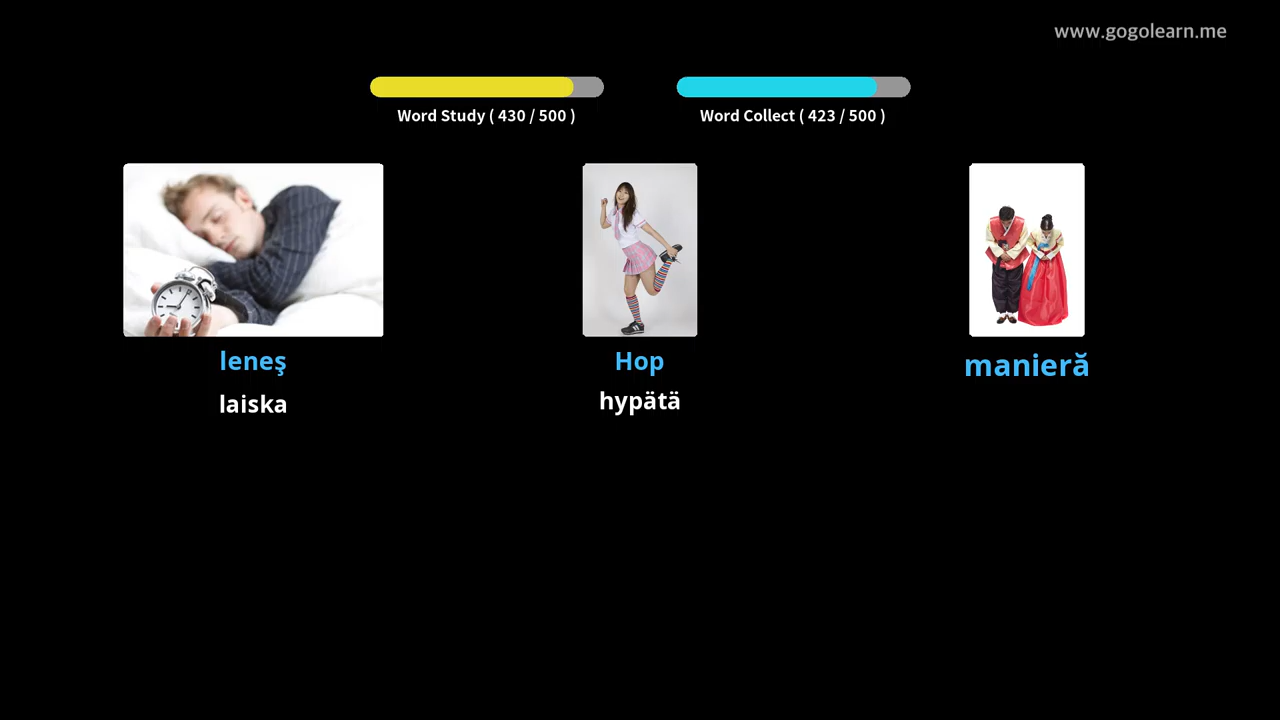 www.gogolearn.me
Word Study ( 430 / 500 )
Word Collect ( 423 / 500 )
leneş
laiska
Hop
hypätä
manieră